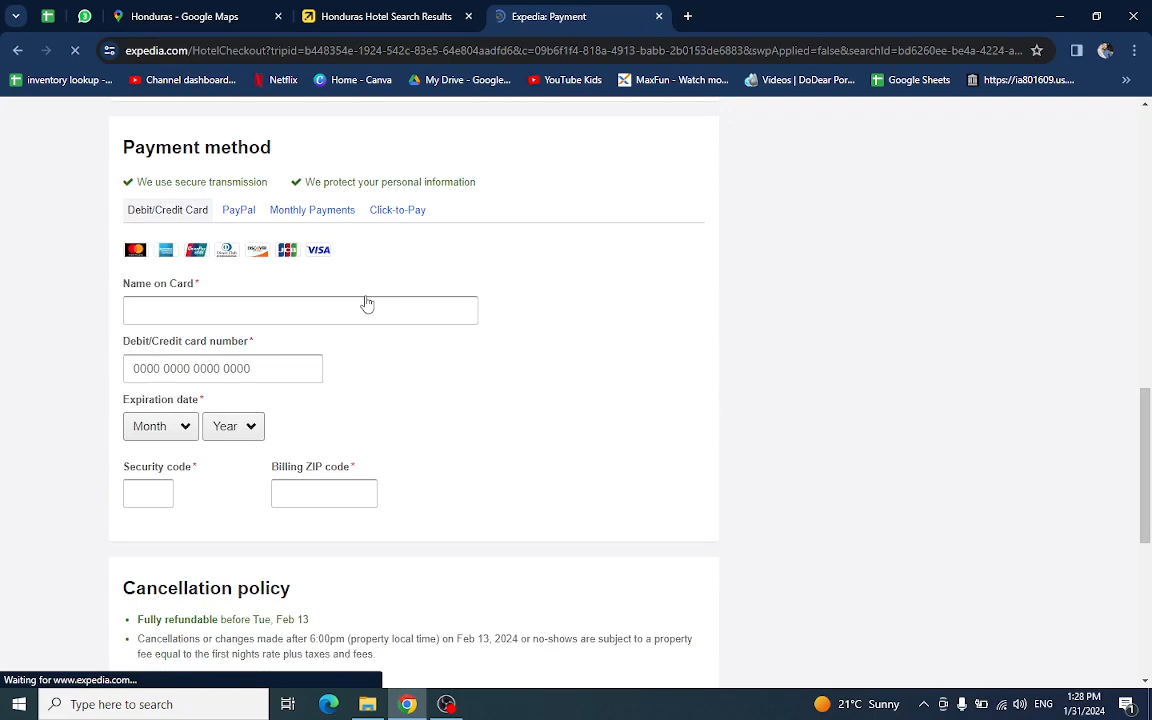 Honduras - Google Maps
Honduras Hotel Search Results
Expedia: Payment
expedia.com/HotelCheckout?tripid=b448354e-1924-542c-83e5-64e804aadfd6&c=09b6f1f4-818a-4913-babb-2b0153de6883&swpApplied=false&searchId=bd6260ee-be4a-4224-a...
inventory lookup -...
Channel dashboard...
Netflix
Home - Canva
My Drive - Google...
YouTube Kids
MaxFun - Watch mo...
Videos | DoDear Por...
Google Sheets
https://ia801609.us....
Payment method
We use secure transmission
We protect your personal information
Debit/Credit Card
PayPal
Monthly Payments
Click-to-Pay
DISCOVER
JCB
VISA
Name on Card*
Debit/Credit card number*
0000 0000 0000 0000
Expiration date*
Month
Year
Security code*
Billing ZIP code*
Cancellation policy
Fully refundable before Tue, Feb 13
Cancellations or changes made after 6:00pm (property local time) on Feb 13, 2024 or no-shows are subject to a property
fee equal to the first nights rate plus taxes and fees.
Waiting for www.expedia.com...
Type here to search
21°C Sunny
ENG
1:28 PM
1/31/2024
1